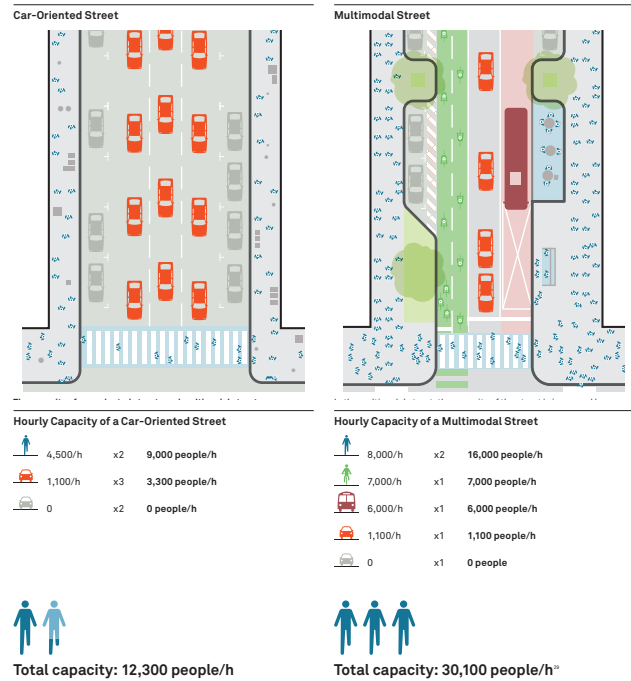 Car-Oriented Street
Hourly Capacity of a Car-Oriented Street
4,500/h x2 9,000 people/h
1,100/h x3 3,300 people/h
0 x2 0 people/h
Total capacity: 12,300 people/h
Multimodal Street
Hourly Capacity of a Multimodal Street
8,000/h x2 16,000 people/h
7,000/h x1 7,000 people/h
6,000/h x1 6,000 people/h
1,100/h x1 1,100 people/h
0 x1 0 people
Total capacity: 30,100 people/h